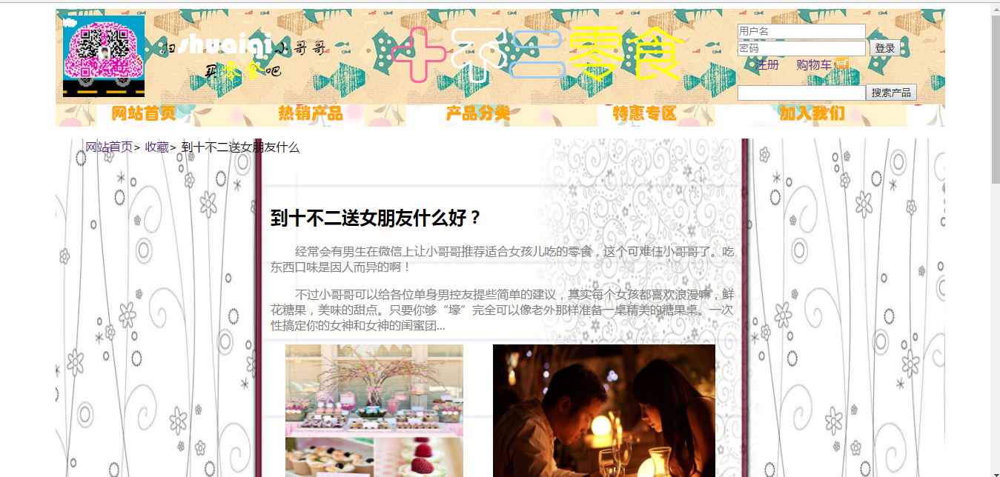 扫shuaiqi小哥哥
买零食吧
十不二零食
用户名
密码
登录
注册 购物车
搜索产品
网站首页 热销产品 产品分类 特惠专区 加入我们
网站首页> 收藏> 到十不二送女朋友什么
到十不二送女朋友什么好？
经常会有男生在微信上让小哥哥推荐适合女孩儿吃的零食，这个可难住小哥哥了。吃
东西口味是因人而异的啊！
不过小哥哥可以给各位单身男控友提些简单的建议，其实每个女孩都喜欢浪漫嘛，鲜
花糖果，美味的甜点。只要你够“壕”完全可以像老外那样准备一桌精美的糖果桌。一次
性搞定你的女神和女神的闺蜜团...